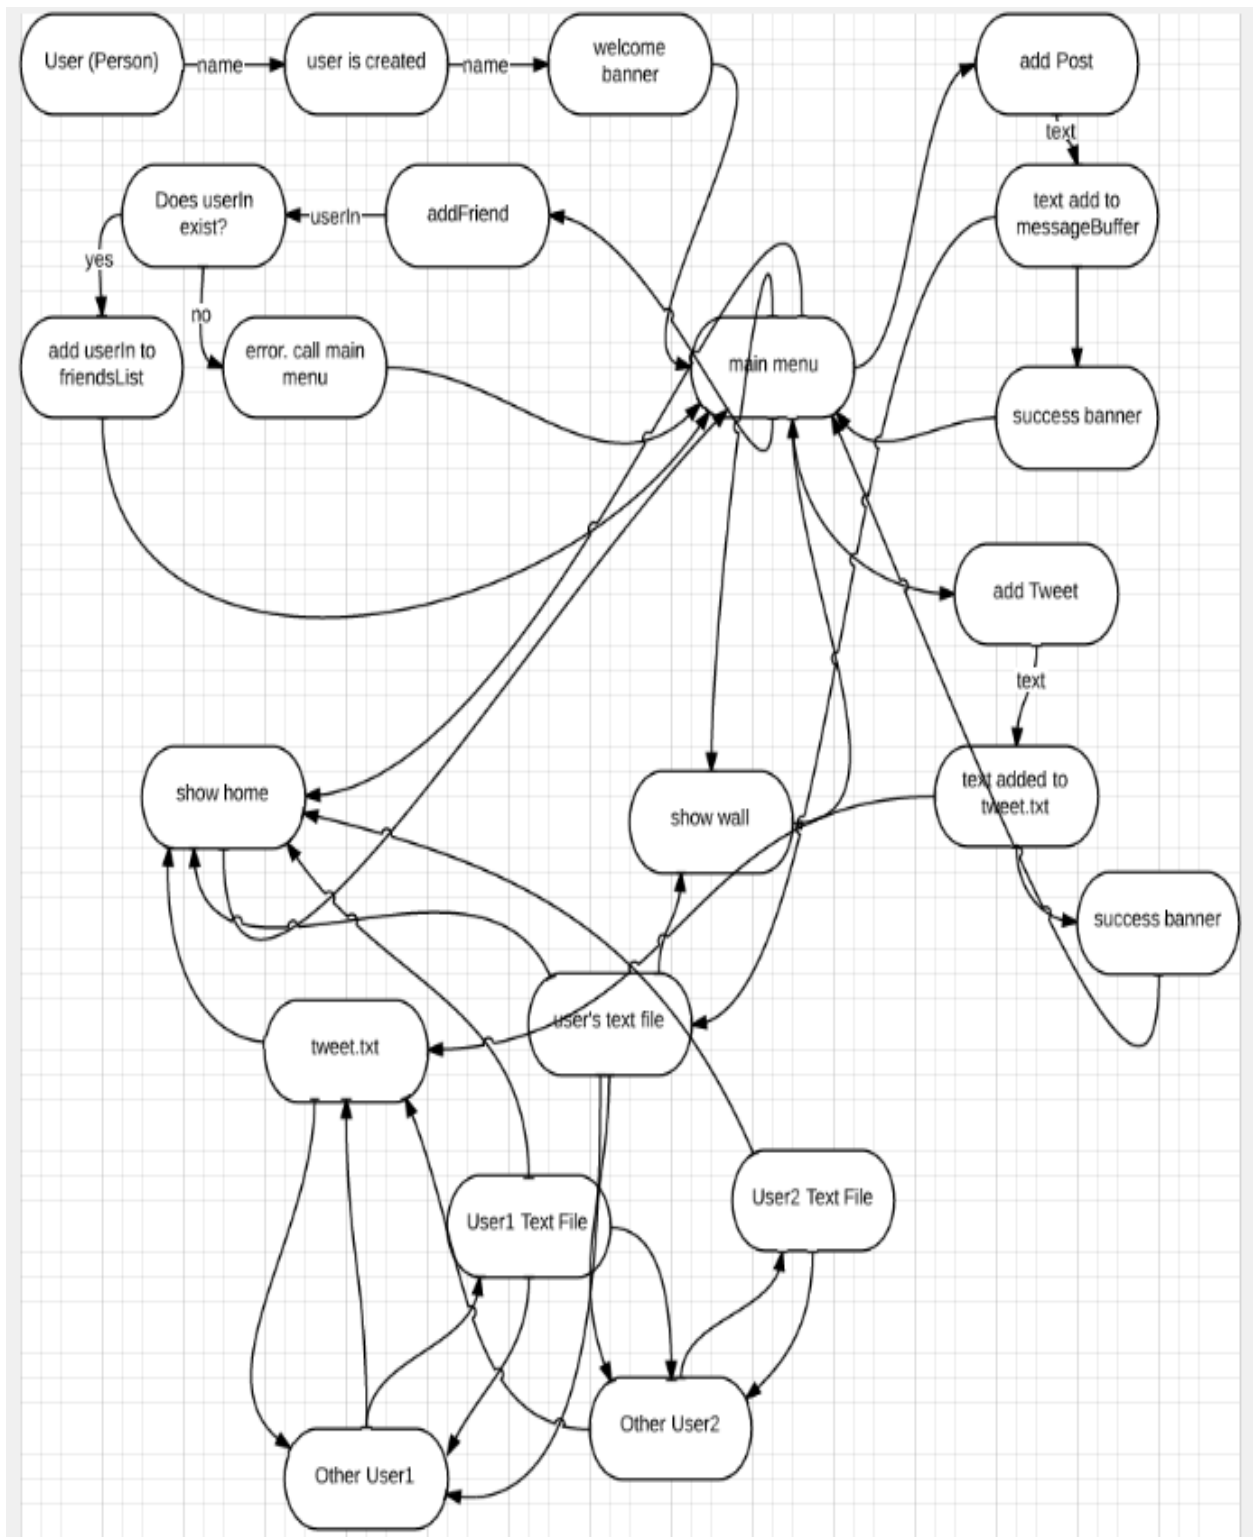 User (Person)
name
user is created
name
welcome
banner
add Post
text
Does userIn
exist?
userIn
addFriend
text add to
messageBuffer
yes
no
add userIn to
friendsList
error. call main
menu
main menu
success banner
add Tweet
text
show home
show wall
text added to
tweet.txt
success banner
tweet.txt
user's text file
User1 Text File
User2 Text File
Other User1
Other User2